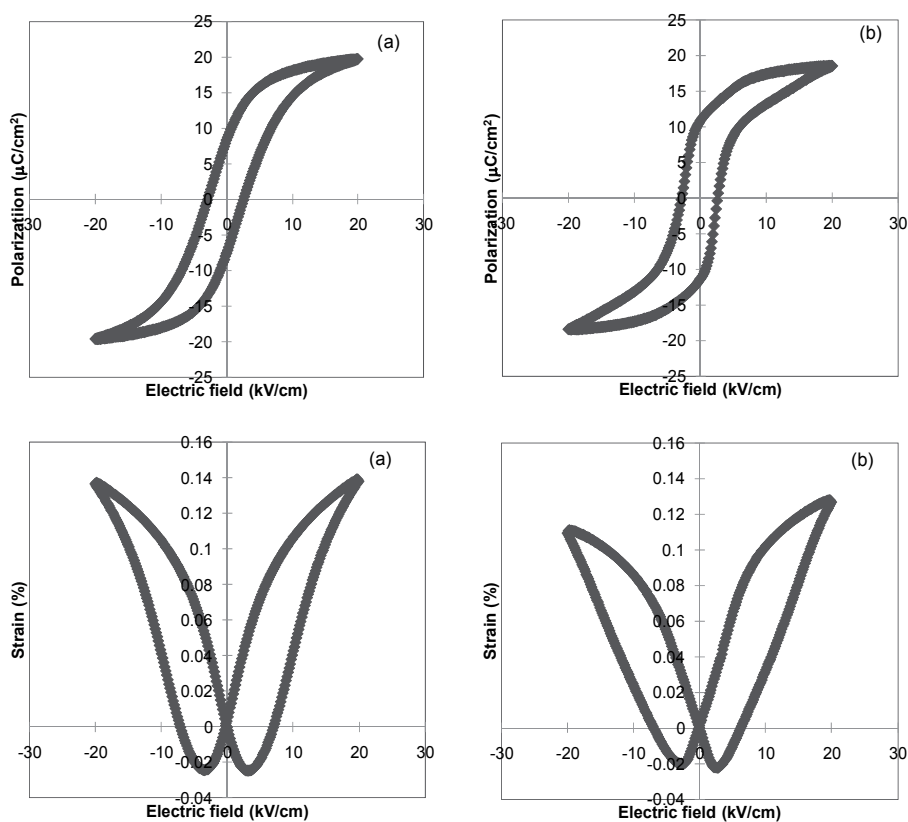 (a)
25
20
15
10
5
0
-5
-10
-15
-20
-25
30 -20 -10 0 10 20 30
Polarization (μC/cm²)
Electric field (kV/cm)
(b)
25
20
15
10
5
0
-5
-10
-15
-20
-25
30 -20 -10 0 10 20 30
Polarization (μC/cm²)
Electric field (kV/cm)
(a)
0.16
0.14
0.12
0.1
0.08
0.06
0.04
0.02
0
-0.02
-0.04
-30 -20 -10 0 10 20 30
Strain (%)
Electric field (kV/cm)
(b)
0.16
0.14
0.12
0.1
0.08
0.06
0.04
0.02
0
-0.02
-0.04
-30 -20 -10 0 10 20 30
Strain (%)
Electric field (kV/cm)